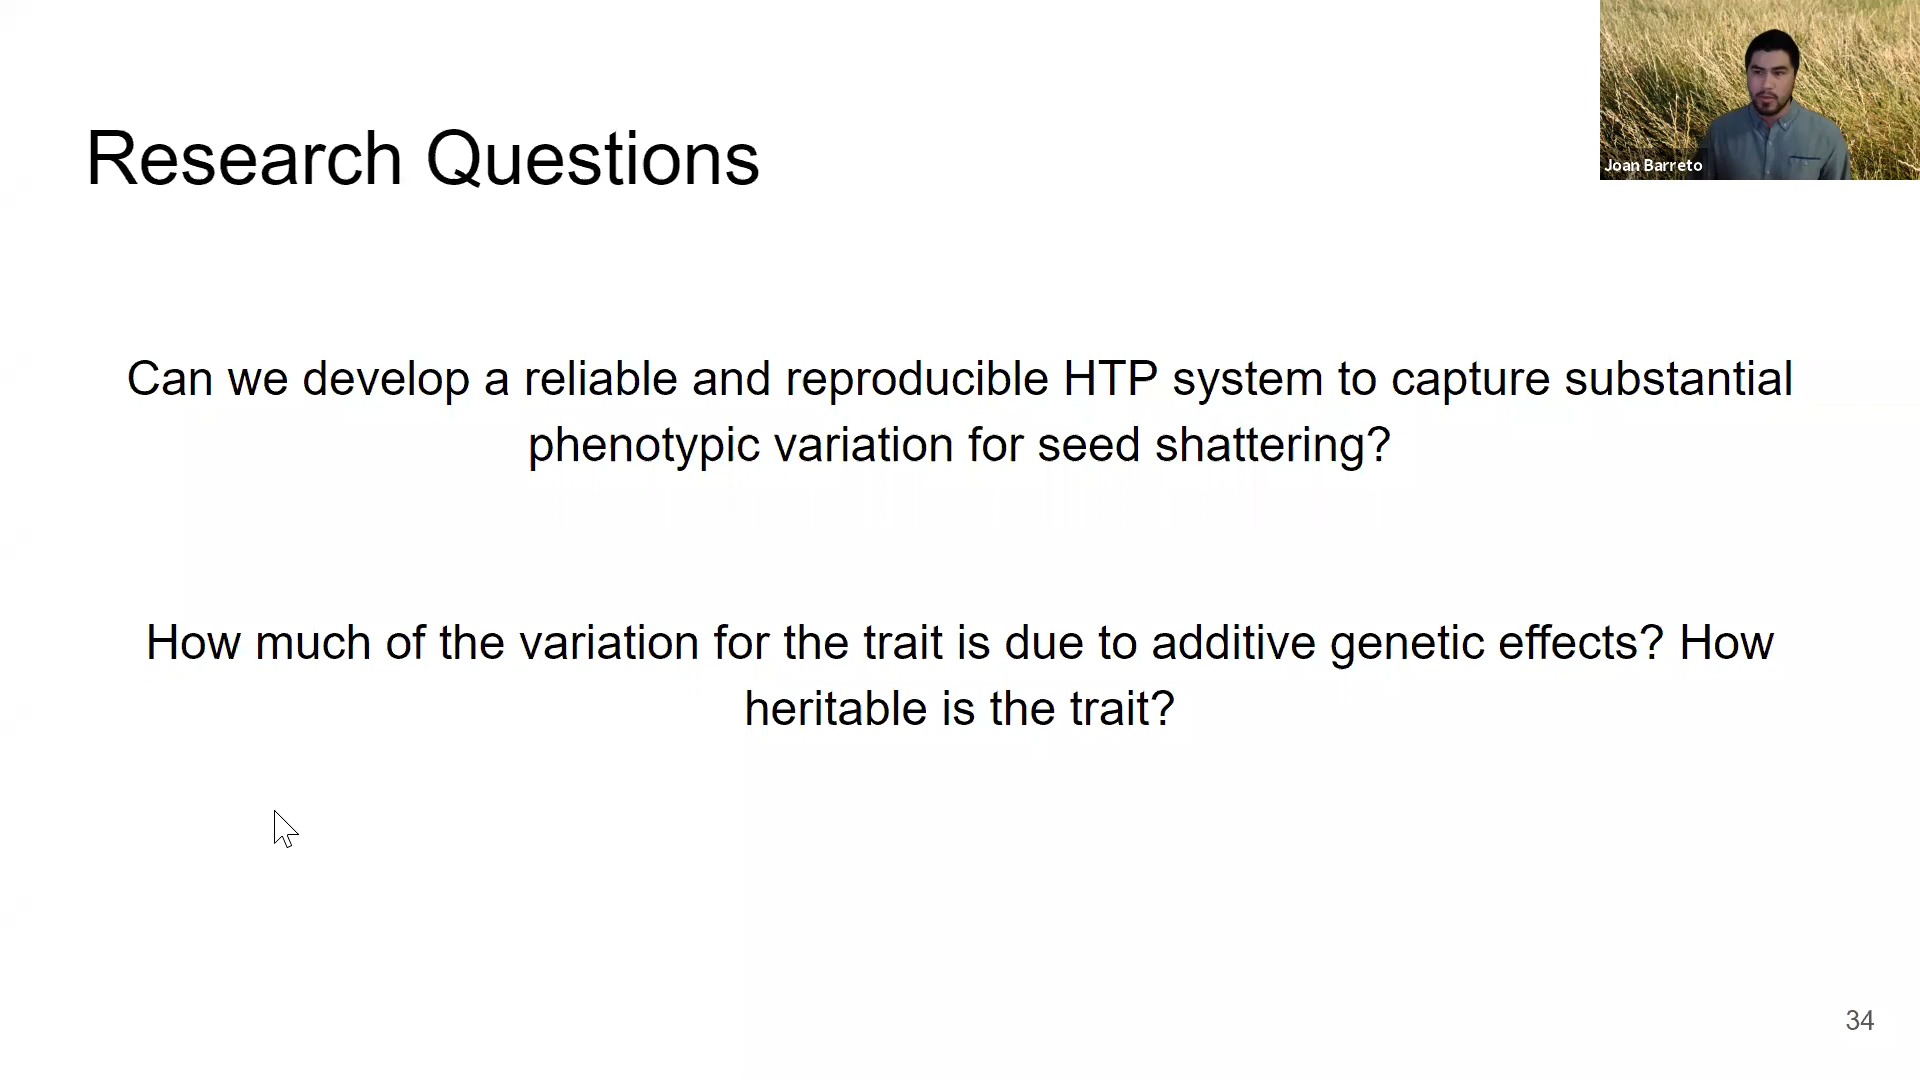 Research Questions
Joan Barreto
Can we develop a reliable and reproducible HTP system to capture substantial
phenotypic variation for seed shattering?
How much of the variation for the trait is due to additive genetic effects? How
heritable is the trait?
34